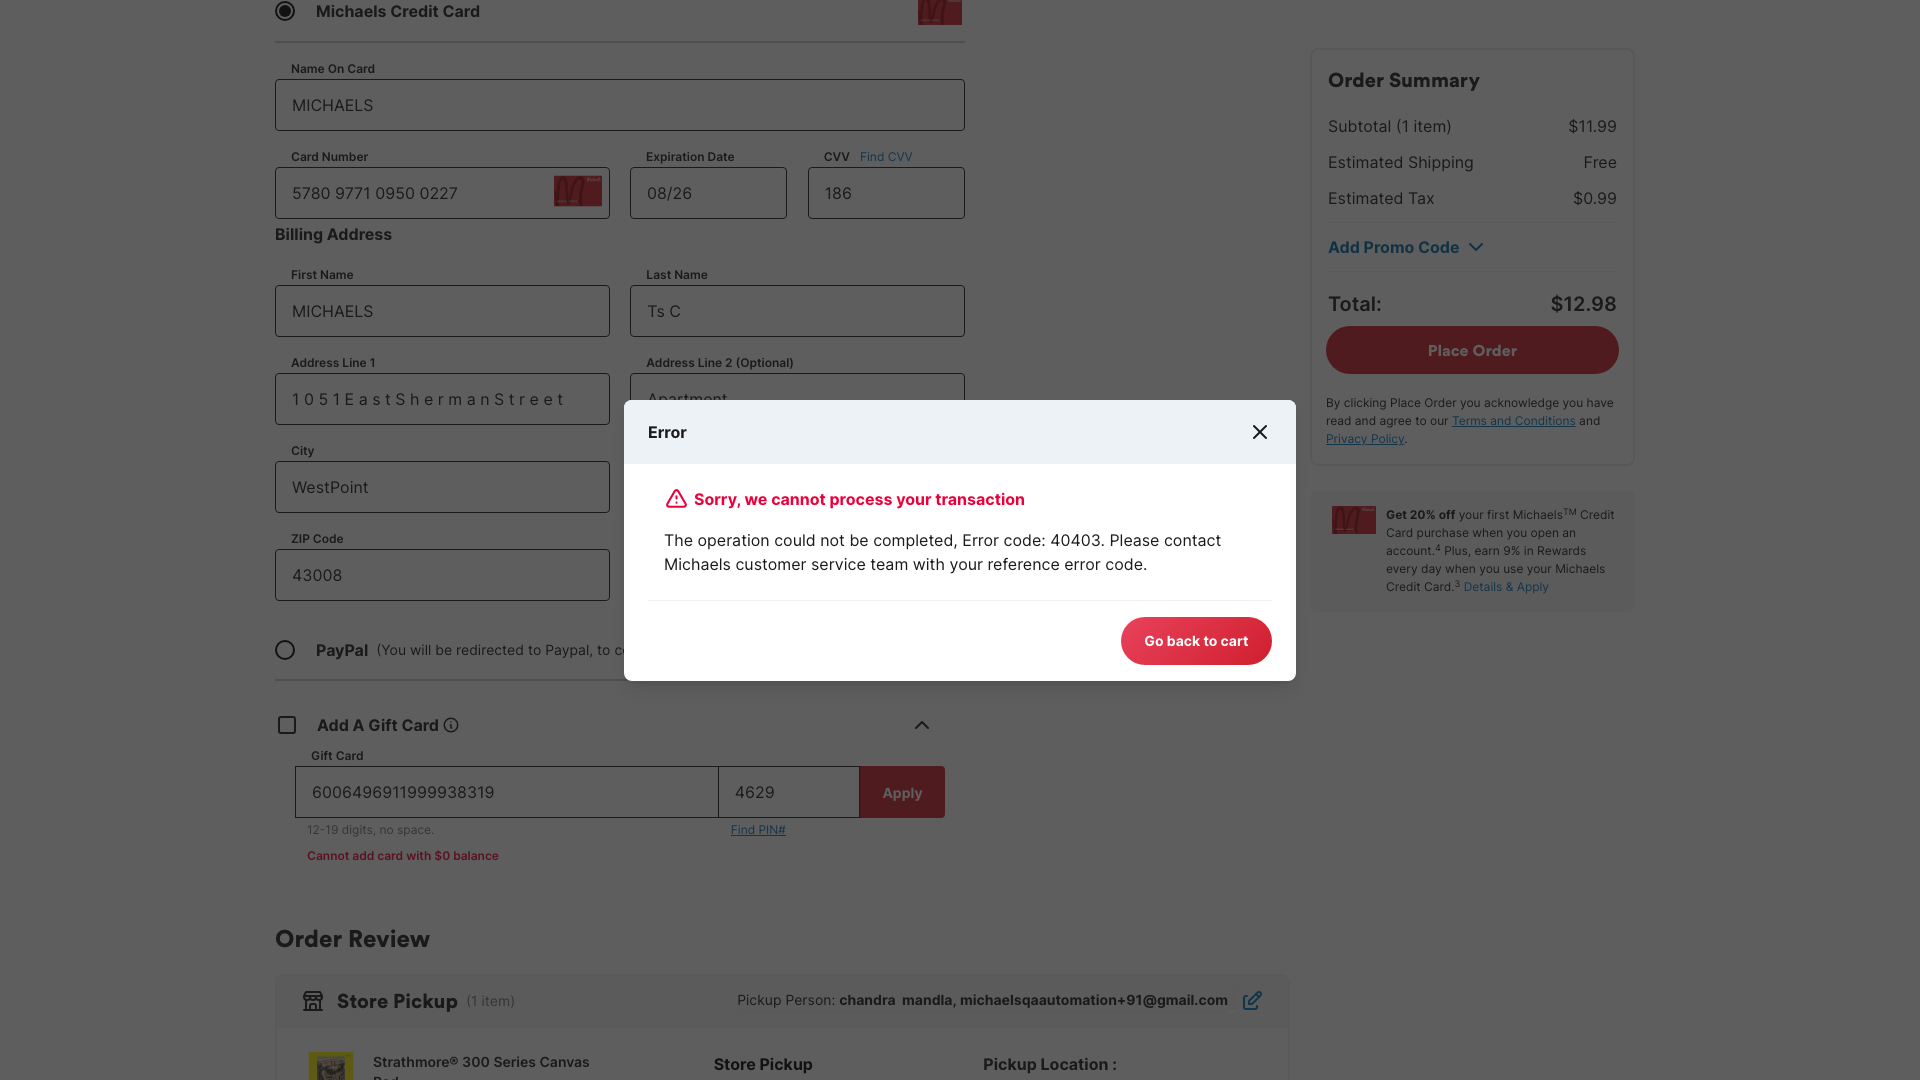 Michaels Credit Card
Name On Card
MICHAELS
Card Number
Expiration Date
CVV Find CVV
5780 9771 0950 0227
08/26
186
Billing Address
First Name
Last Name
MICHAELS
Ts C
Address Line 1
Address Line 2 (Optional)
1 0 5 1 E a s t S h e r m a n S t r e e t
Apartment
City
WestPoint
ZIP Code
43008
PayPal (You will be redirected to Paypal, to c
Add A Gift Card
Gift Card
6006496911999938319
4629
Apply
12-19 digits, no space.
Find PIN#
Cannot add card with $0 balance
Order Review
Store Pickup (1 item)
Pickup Person: chandra mandla, michaelsqaautomation+91@gmail.com
Strathmore® 300 Series Canvas
Pad
Store Pickup
Pickup Location :
Order Summary
Subtotal (1 item) $11.99
Estimated Shipping Free
Estimated Tax $0.99
Add Promo Code
Total: $12.98
Place Order
By clicking Place Order you acknowledge you have
read and agree to our Terms and Conditions and
Privacy Policy.
Get 20% off your first Michaels™ Credit
Card purchase when you open an
account.⁴ Plus, earn 9% in Rewards
every day when you use your Michaels
Credit Card.³ Details & Apply
Error
Sorry, we cannot process your transaction
The operation could not be completed, Error code: 40403. Please contact
Michaels customer service team with your reference error code.
Go back to cart